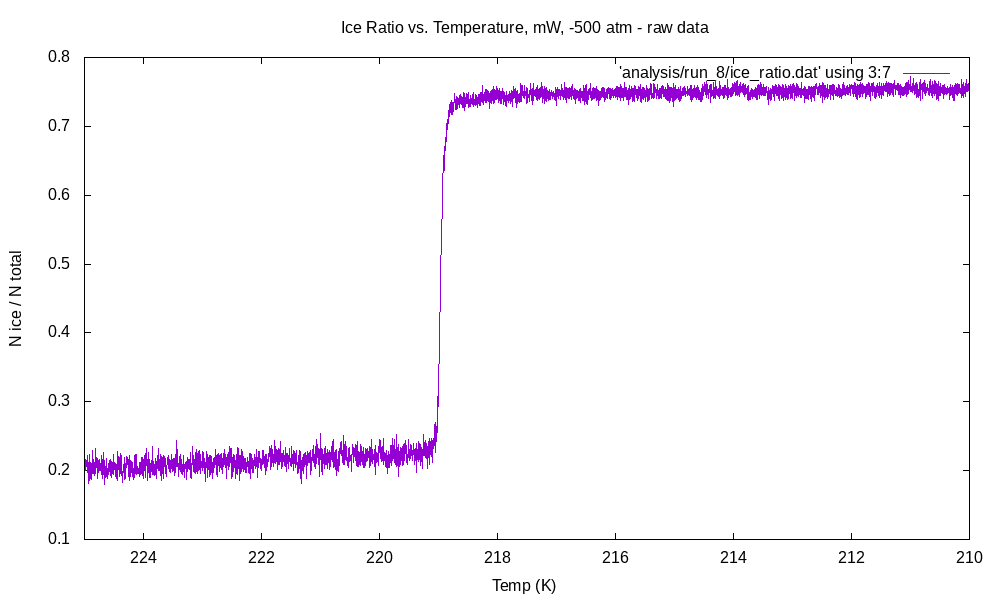 Ice Ratio vs. Temperature, mW, -500 atm - raw data
'analysis/run_8/ice_ratio.dat' using 3:7
N ice / N total
0.8
0.7
0.6
0.5
0.4
0.3
0.2
0.1
224 222 220 218 216 214 212 210
Temp (K)